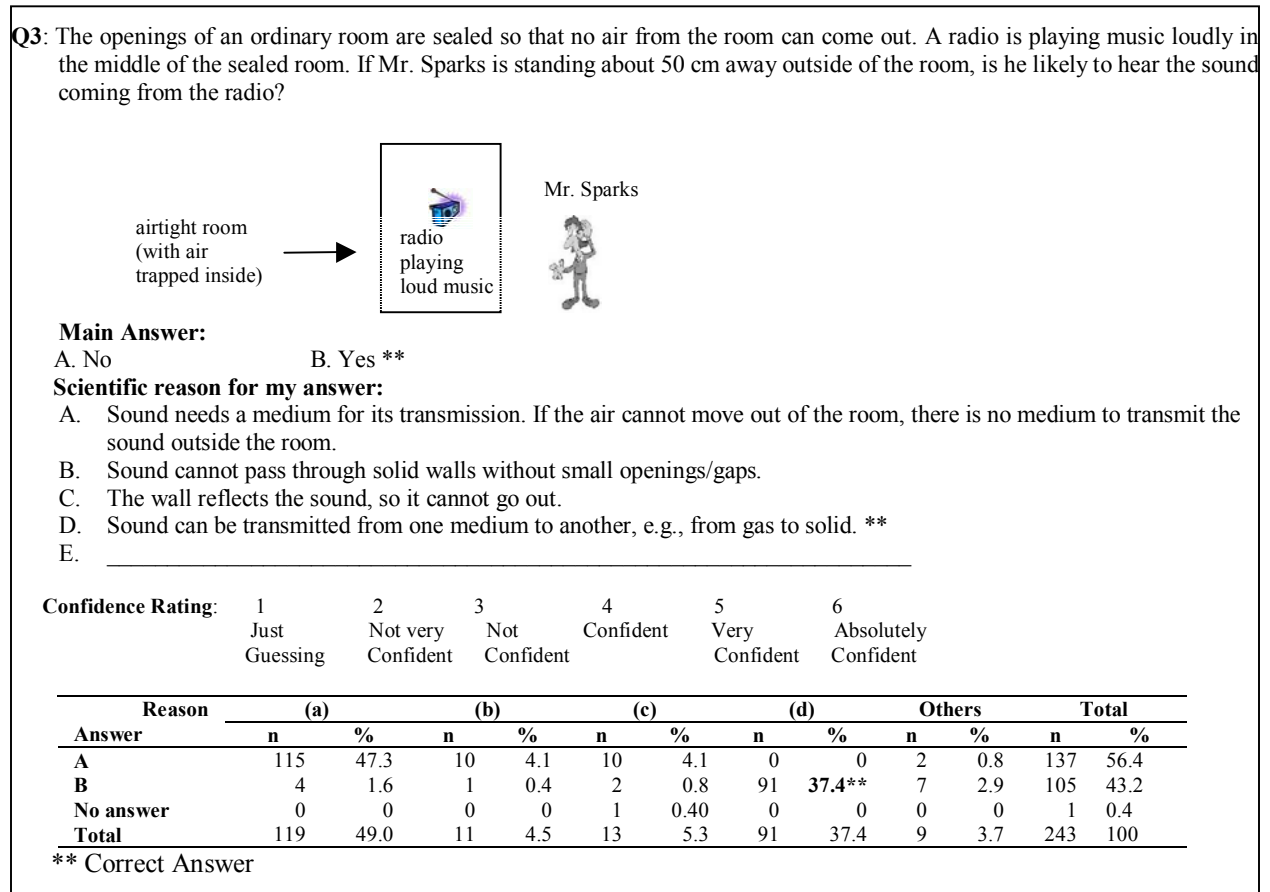 Q3: The openings of an ordinary room are sealed so that no air from the room can come out. A radio is playing music loudly in
the middle of the sealed room. If Mr. Sparks is standing about 50 cm away outside of the room, is he likely to hear the sound
coming from the radio?
Mr. Sparks
airtight room
(with air
trapped inside)
radio
playing
loud music
Main Answer:
A. No B. Yes **
Scientific reason for my answer:
A. Sound needs a medium for its transmission. If the air cannot move out of the room, there is no medium to transmit the
sound outside the room.
B. Sound cannot pass through solid walls without small openings/gaps.
C. The wall reflects the sound, so it cannot go out.
D. Sound can be transmitted from one medium to another, e.g., from gas to solid. **
E. ___________________________________________________________________
Confidence Rating: 1 2 3 4 5 6
Just Not very Not Confident Very Absolutely
Guessing Confident Confident Confident Confident
Reason (a) (b) (c) (d) Others Total
Answer n % n % n % n % n % n %
A 115 47.3 10 4.1 10 4.1 0 0 2 0.8 137 56.4
B 4 1.6 1 0.4 2 0.8 91 37.4** 7 2.9 105 43.2
No answer 0 0 0 0 1 0.40 0 0 0 0 1 0.4
Total 119 49.0 11 4.5 13 5.3 91 37.4 9 3.7 243 100
** Correct Answer